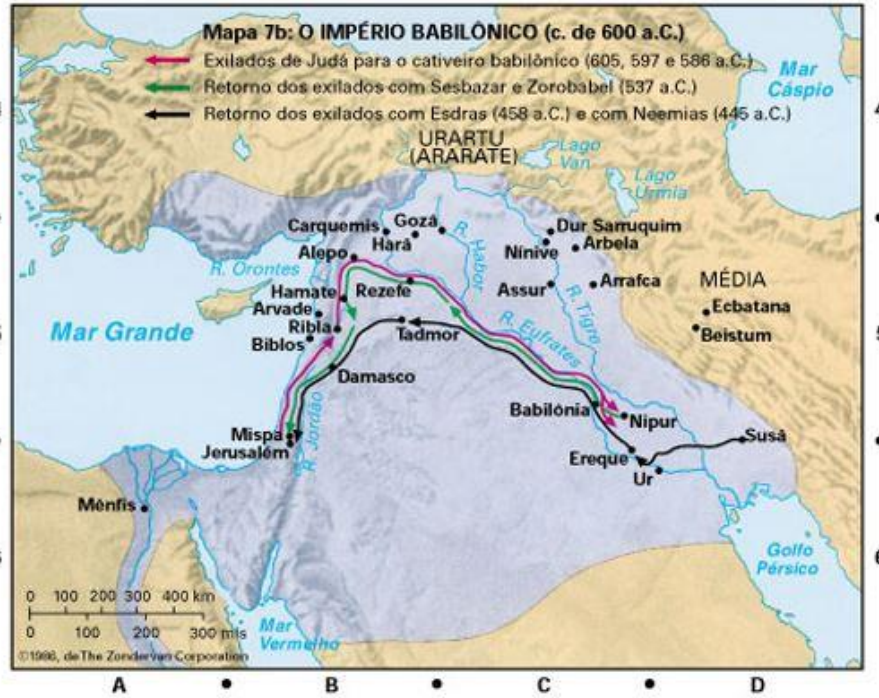 Mapa 7b: O IMPÉRIO BABILÔNICO (c. de 600 a.C.)
Exilados de Judá para o cativeiro babilônico (605, 597 e 586 a.C.)
Retorno dos exilados com Sesbazar e Zorobabel (537 a.C.)
Retorno dos exilados com Esdras (458 a.C.) e com Neemias (445 a.C.)
Mar
Cáspio
URARTU
(ARARATE)
Lago
Van
Lago
Urmia
Carquemis
Gozã
Harã
R. Habor
Dur Sarruquim
Nínive
Arbela
Alepo
R. Orontes
Hamate
Rezefe
Assur
Arrafca
MÉDIA
Arvade
Ecbatana
Ribla
R. Tigre
Mar Grande
Biblos
Tadmor
R. Eufrates
Beistum
Damasco
Babilônia
Nipur
R. Jordão
Mispa
Jerusalém
Susã
Ereque
Ur
Mênfis
Golfo
Pérsico
0 100 200 300 400 km
0 100 200 300 mls
Mar
Vermelho
©1986, de The Zondervan Corporation
A B C D
4
5
6